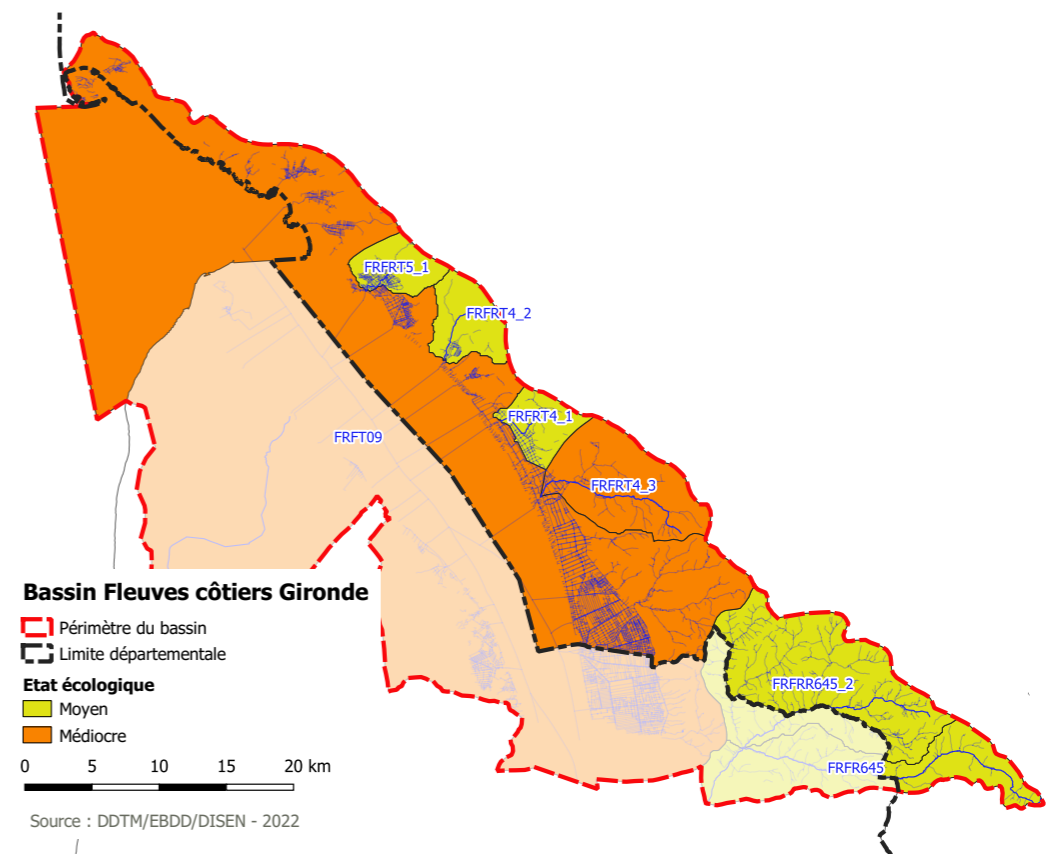 FRFRT5_1
FRFRT4_2
FRFRT4_1
FRFT09
FRFRT4_3
FRFRR645_2
FRFR645
Bassin Fleuves côtiers Gironde
Périmètre du bassin
Limite départementale
Etat écologique
Moyen
Médiocre
0 5 10 15 20 km
Source : DDTM/EBDD/DISEN - 2022